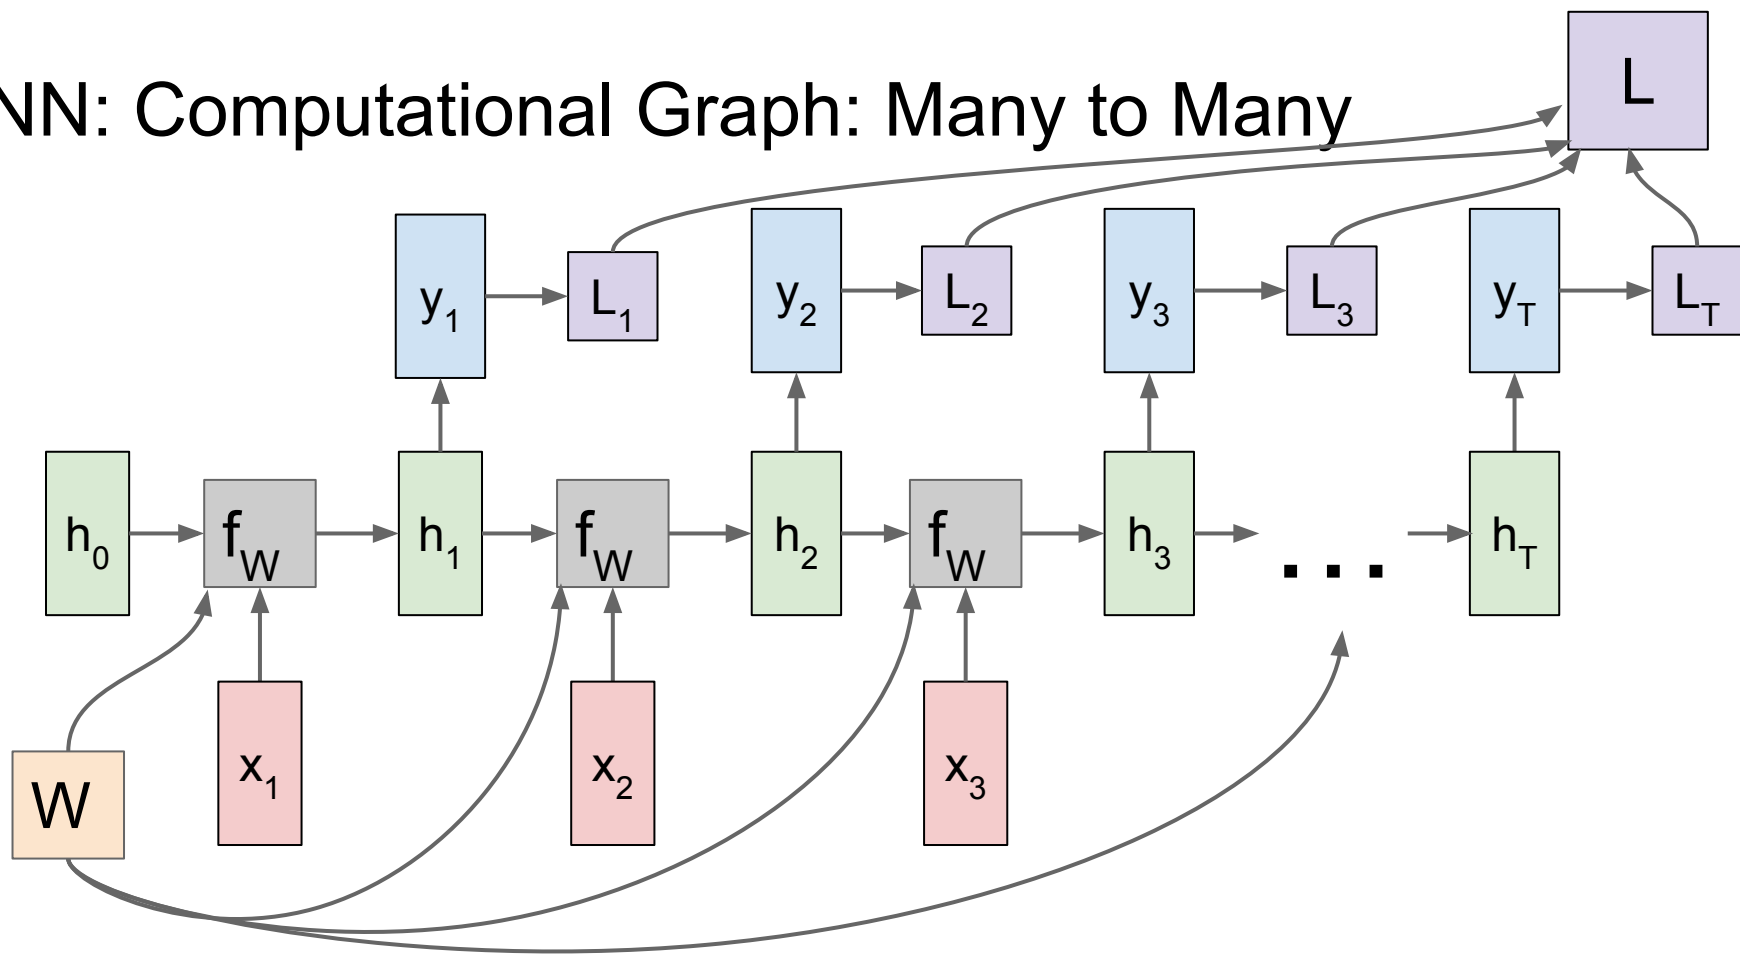 NN: Computational Graph: Many to Many
L
y1
L1
y2
L2
y3
L3
yT
LT
h0
fW
h1
fW
h2
fW
h3
...
hT
W
x1
x2
x3